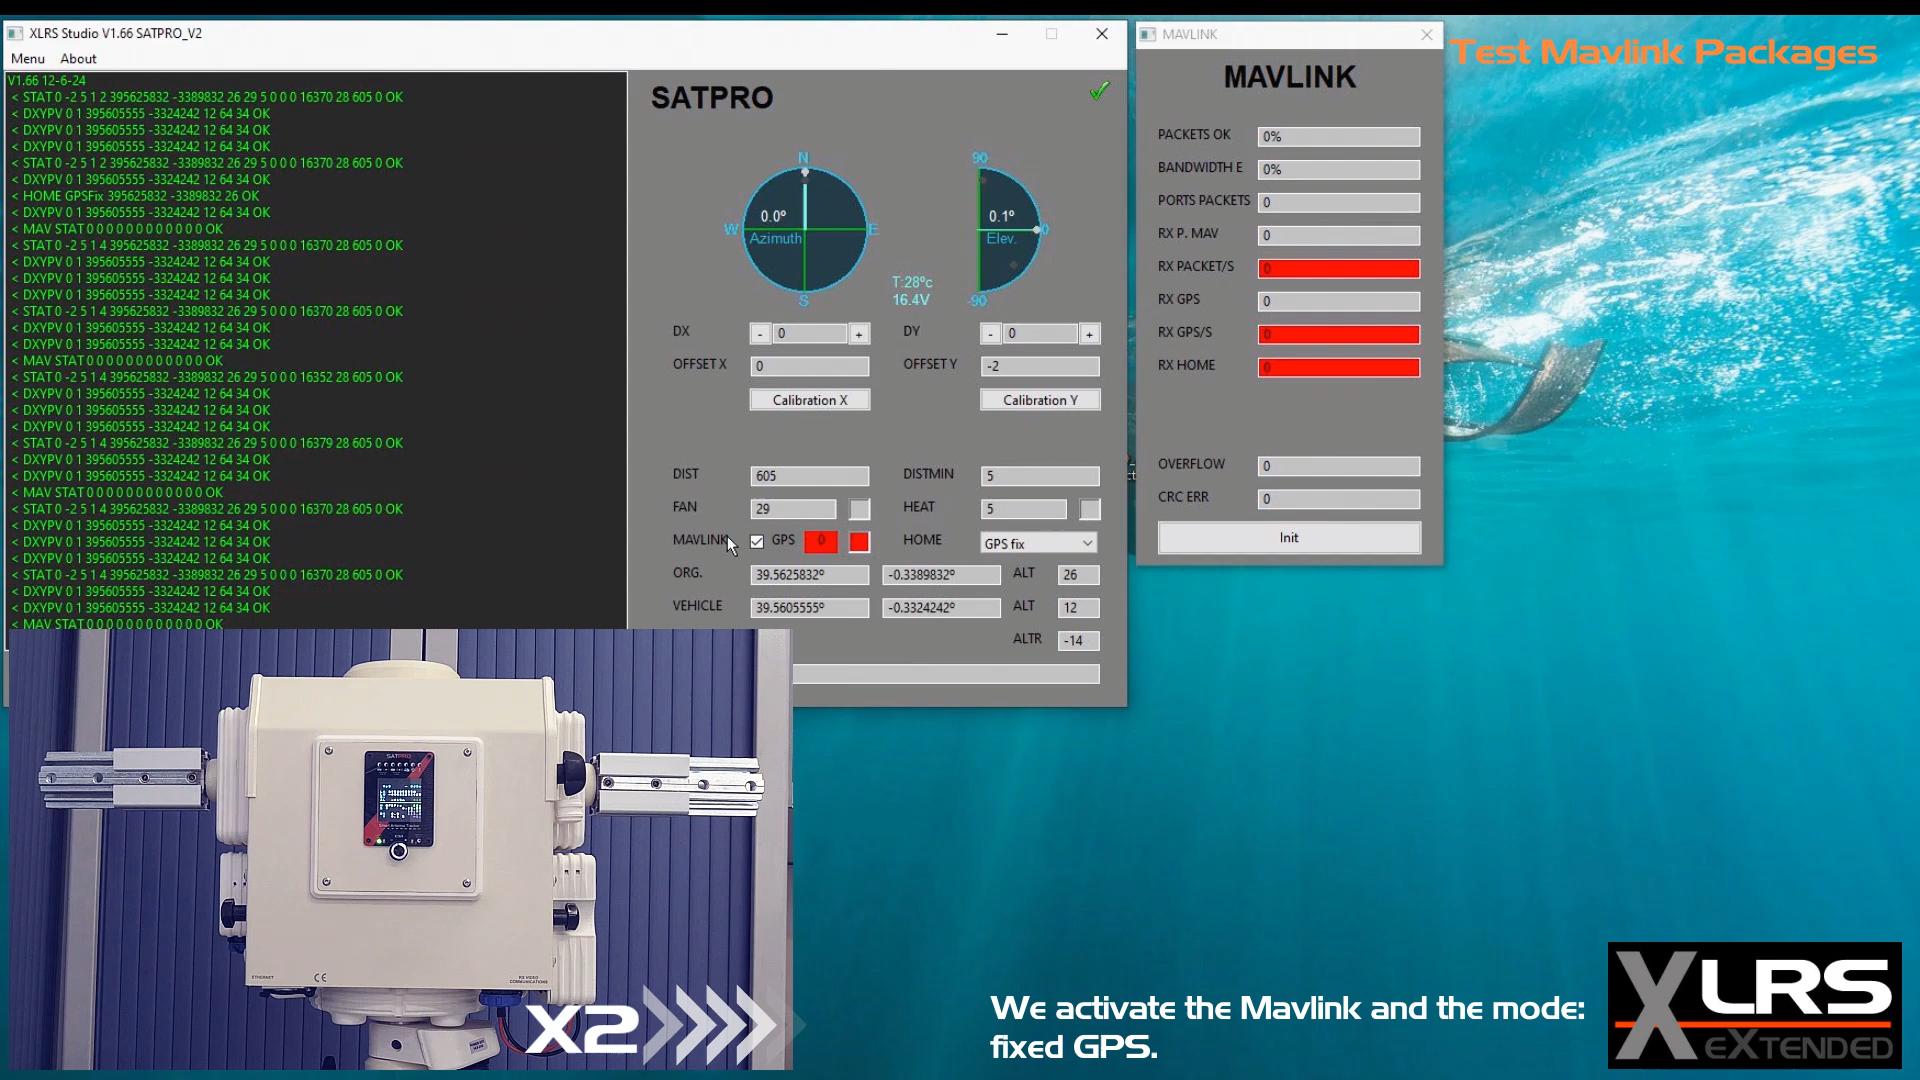 XLRS Studio V1.66 SATPRO_V2
Menu About
V1.66 12-6-24
< STAT 0 -2 5 1 2 395625832 -3389832 26 29 5 0 0 0 16370 28 605 0 OK
< DXYPV 0 1 395605555 -3324242 12 64 34 OK
< DXYPV 0 1 395605555 -3324242 12 64 34 OK
< DXYPV 0 1 395605555 -3324242 12 64 34 OK
< STAT 0 -2 5 1 2 395625832 -3389832 26 29 5 0 0 0 16370 28 605 0 OK
< DXYPV 0 1 395605555 -3324242 12 64 34 OK
< HOME GPSFix 395625832 -3389832 26 OK
< DXYPV 0 1 395605555 -3324242 12 64 34 OK
< MAV STAT 0 0 0 0 0 0 0 0 0 0 0 0 OK
< STAT 0 -2 5 1 4 395625832 -3389832 26 29 5 0 0 0 16370 28 605 0 OK
< DXYPV 0 1 395605555 -3324242 12 64 34 OK
< DXYPV 0 1 395605555 -3324242 12 64 34 OK
< DXYPV 0 1 395605555 -3324242 12 64 34 OK
< STAT 0 -2 5 1 4 395625832 -3389832 26 29 5 0 0 0 16370 28 605 0 OK
< DXYPV 0 1 395605555 -3324242 12 64 34 OK
< DXYPV 0 1 395605555 -3324242 12 64 34 OK
< MAV STAT 0 0 0 0 0 0 0 0 0 0 0 0 OK
< STAT 0 -2 5 1 4 395625832 -3389832 26 29 5 0 0 0 16352 28 605 0 OK
< DXYPV 0 1 395605555 -3324242 12 64 34 OK
< DXYPV 0 1 395605555 -3324242 12 64 34 OK
< DXYPV 0 1 395605555 -3324242 12 64 34 OK
< STAT 0 -2 5 1 4 395625832 -3389832 26 29 5 0 0 0 16379 28 605 0 OK
< DXYPV 0 1 395605555 -3324242 12 64 34 OK
< DXYPV 0 1 395605555 -3324242 12 64 34 OK
< MAV STAT 0 0 0 0 0 0 0 0 0 0 0 0 OK
< STAT 0 -2 5 1 4 395625832 -3389832 26 29 5 0 0 0 16370 28 605 0 OK
< DXYPV 0 1 395605555 -3324242 12 64 34 OK
< DXYPV 0 1 395605555 -3324242 12 64 34 OK
< DXYPV 0 1 395605555 -3324242 12 64 34 OK
< STAT 0 -2 5 1 4 395625832 -3389832 26 29 5 0 0 0 16370 28 605 0 OK
< DXYPV 0 1 395605555 -3324242 12 64 34 OK
< DXYPV 0 1 395605555 -3324242 12 64 34 OK
< MAV STAT 0 0 0 0 0 0 0 0 0 0 0 0 OK
SATPRO
N
W 0.0º E
Azimuth
S
90
0.1º 0
Elev.
-90
T:28ºc
16.4V
DX - 0 + DY - 0 +
OFFSET X 0 OFFSET Y -2
Calibration X Calibration Y
DIST 605 DISTMIN 5
FAN 29 HEAT 5
MAVLINK GPS 0 HOME GPS fix
ORG. 39.5625832º -0.3389832º ALT 26
VEHICLE 39.5605555º -0.3324242º ALT 12
ALTR -14
MAVLINK
MAVLINK
PACKETS OK 0%
BANDWIDTH E 0%
PORTS PACKETS 0
RX P. MAV 0
RX PACKET/S 0
RX GPS 0
RX GPS/S 0
RX HOME 0
OVERFLOW 0
CRC ERR 0
Init
Test Mavlink Packages
SATPRO
ETHERNET
CE
RX VIDEO
COMMUNICATIONS
X2
We activate the Mavlink and the mode:
fixed GPS.
XLRS
eXTENDED